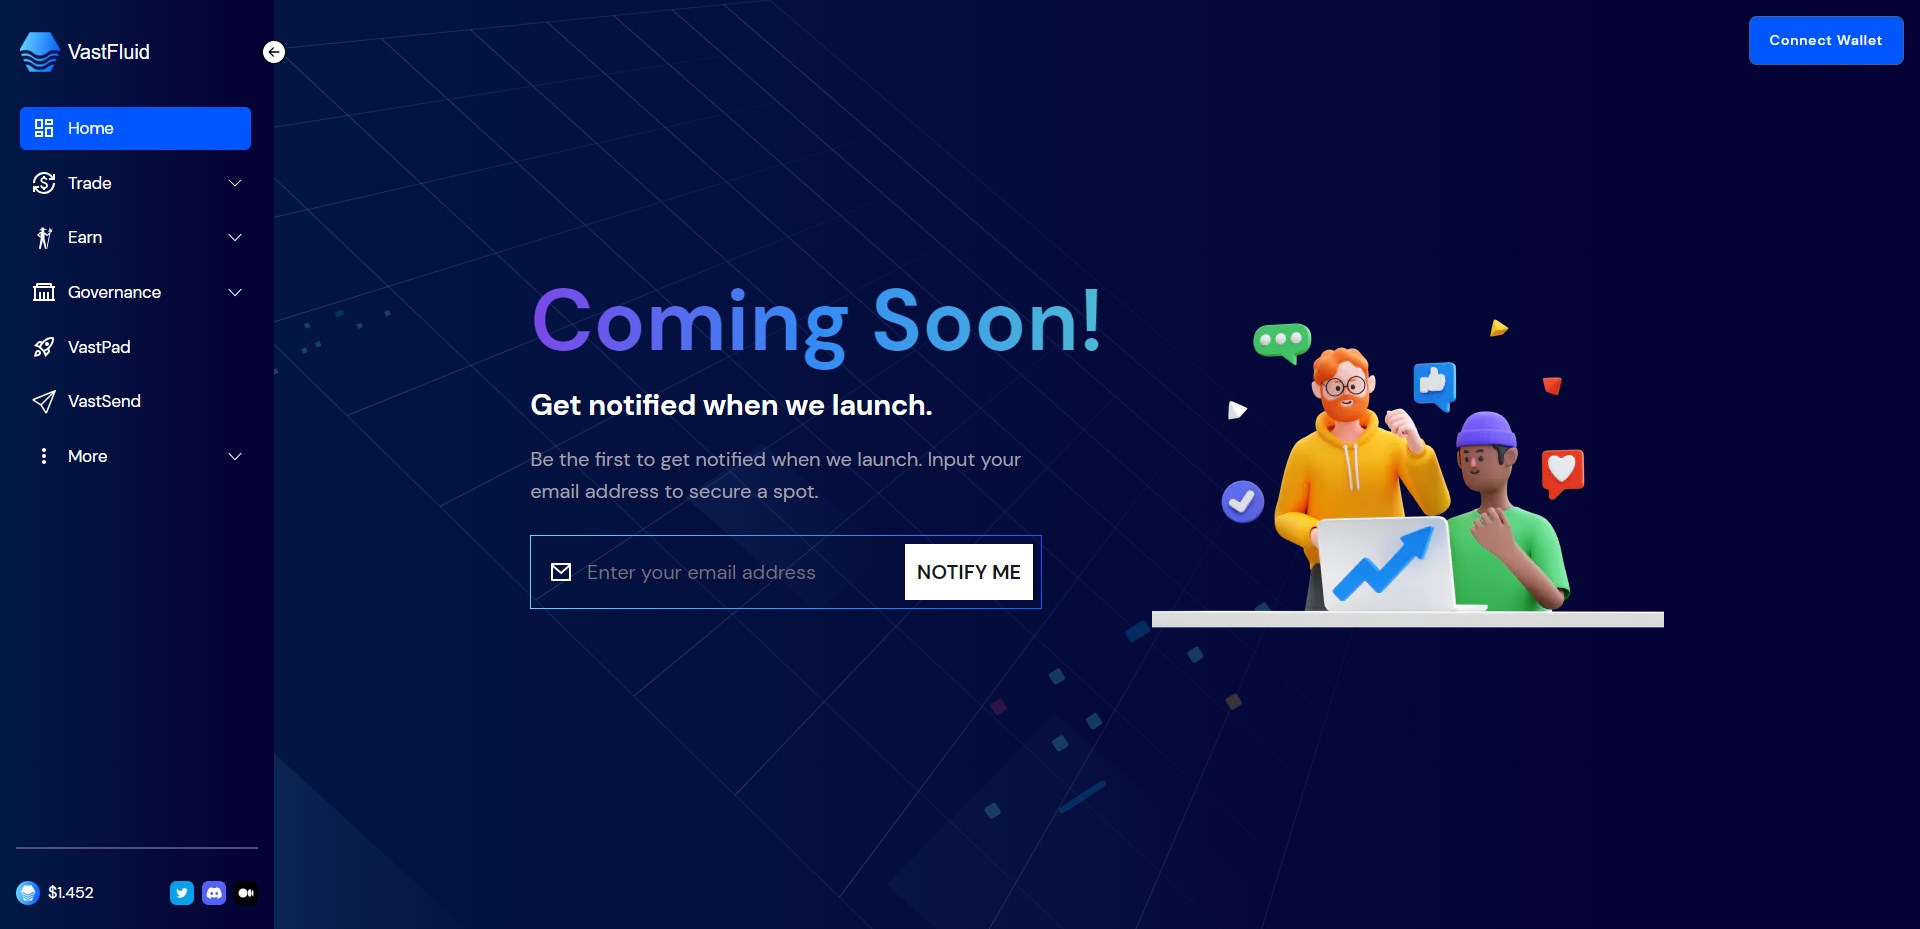 VastFluid
Connect Wallet
Home
Trade
Earn
Governance
VastPad
VastSend
More
Coming Soon!
Get notified when we launch.
Be the first to get notified when we launch. Input your
email address to secure a spot.
Enter your email address
NOTIFY ME
$1.452